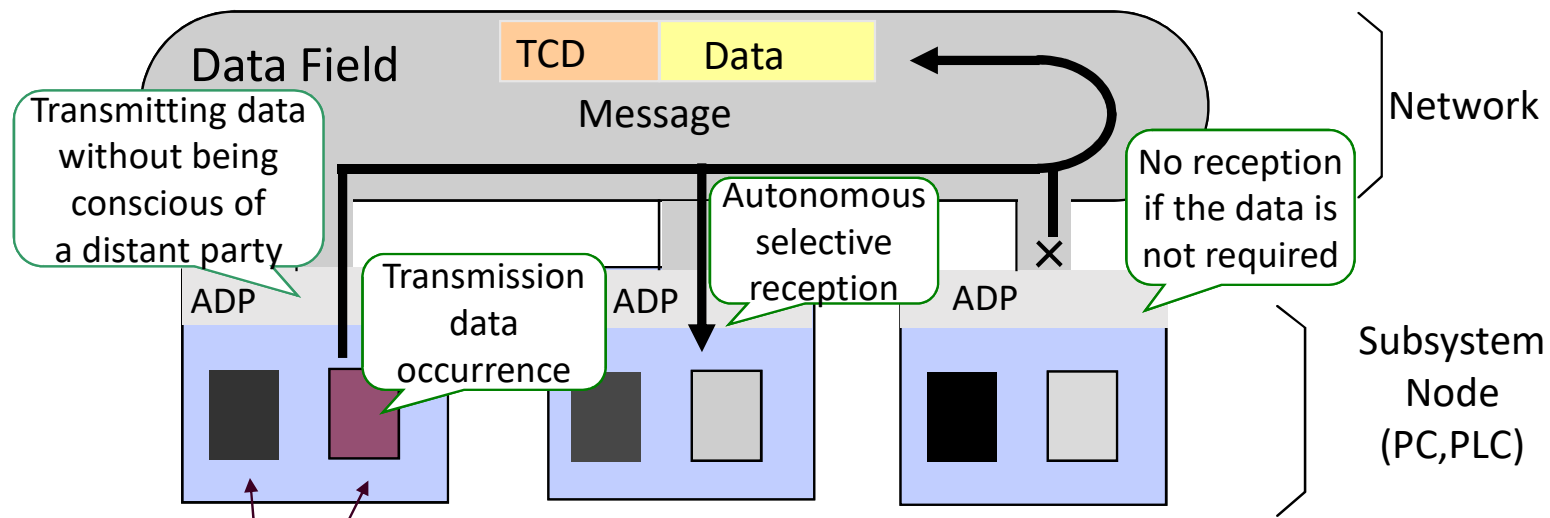 Data Field
TCD
Data
Message
Network
Transmitting data
without being
conscious of
a distant party
Autonomous
selective
reception
No reception
if the data is
not required
Transmission
data
occurrence
ADP
ADP
ADP
Subsystem
Node
(PC,PLC)